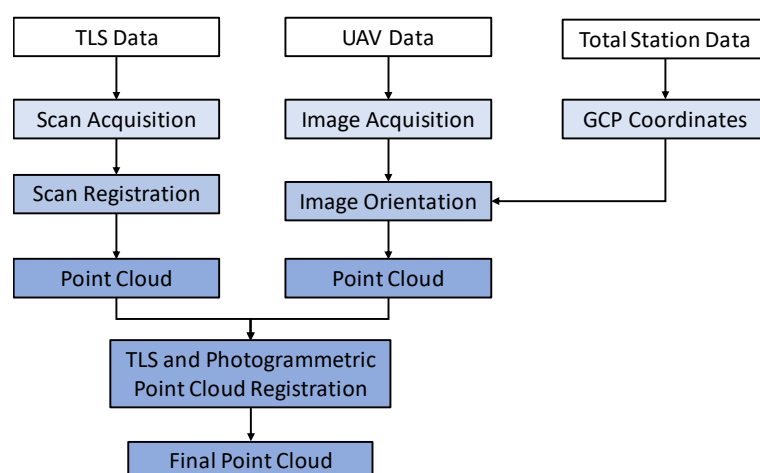 TLS Data
UAV Data
Total Station Data
Scan Acquisition
Image Acquisition
GCP Coordinates
Scan Registration
Image Orientation
Point Cloud
Point Cloud
TLS and Photogrammetric
Point Cloud Registration
Final Point Cloud